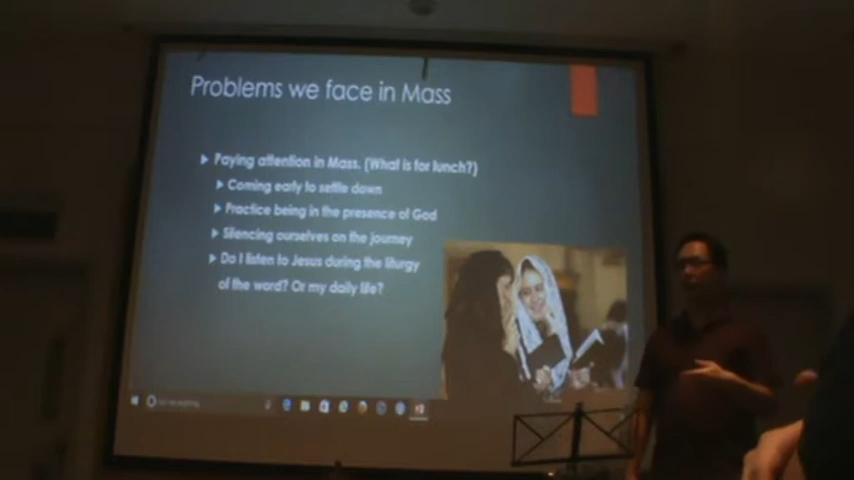 Problems we face in Mass
Paying attention in Mass. (What is for lunch?)
Coming early to settle down
Practice being in the presence of God
Silencing ourselves on the journey
Do I listen to Jesus during the liturgy
of the word? Or my daily life?